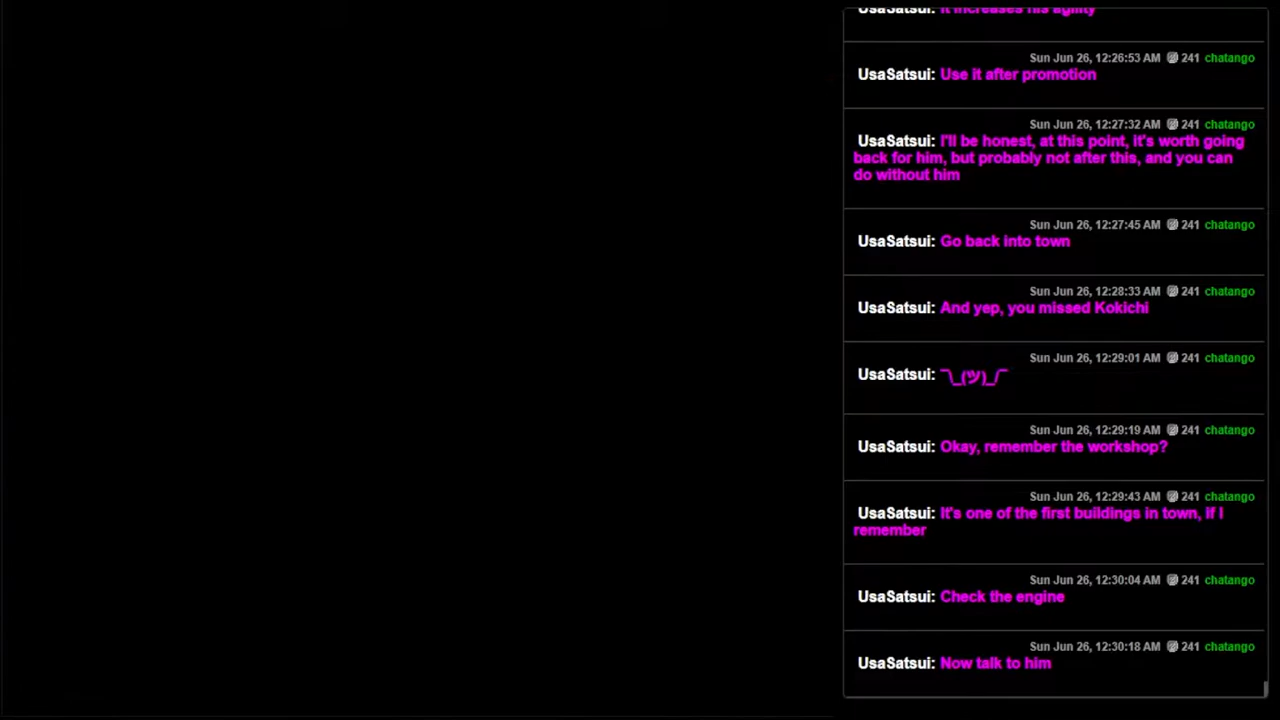 UsaSatsui: It increases his agility
Sun Jun 26, 12:26:53 AM 241 chatango
UsaSatsui: Use it after promotion
Sun Jun 26, 12:27:32 AM 241 chatango
UsaSatsui: I'll be honest, at this point, it's worth going
back for him, but probably not after this, and you can
do without him
Sun Jun 26, 12:27:45 AM 241 chatango
UsaSatsui: Go back into town
Sun Jun 26, 12:28:33 AM 241 chatango
UsaSatsui: And yep, you missed Kokichi
Sun Jun 26, 12:29:01 AM 241 chatango
UsaSatsui: ¯\_(ツ)_/¯
Sun Jun 26, 12:29:19 AM 241 chatango
UsaSatsui: Okay, remember the workshop?
Sun Jun 26, 12:29:43 AM 241 chatango
UsaSatsui: It's one of the first buildings in town, if I
remember
Sun Jun 26, 12:30:04 AM 241 chatango
UsaSatsui: Check the engine
Sun Jun 26, 12:30:18 AM 241 chatango
UsaSatsui: Now talk to him